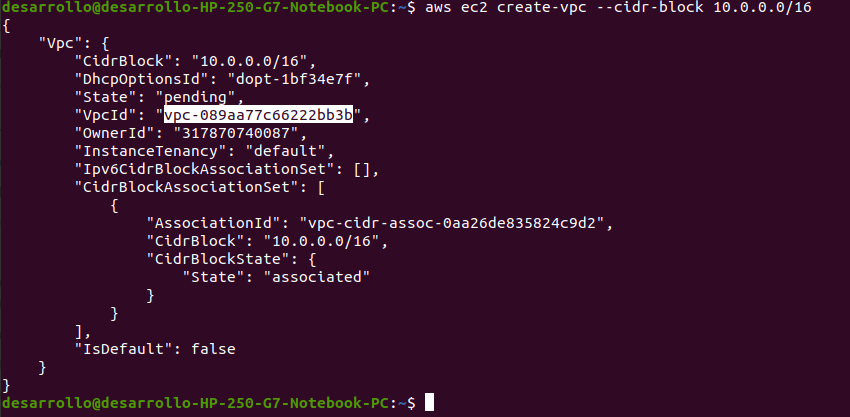 desarrollo@desarrollo-HP-250-G7-Notebook-PC:~$ aws ec2 create-vpc --cidr-block 10.0.0.0/16
{
    "Vpc": {
        "CidrBlock": "10.0.0.0/16",
        "DhcpOptionsId": "dopt-1bf34e7f",
        "State": "pending",
        "VpcId": "vpc-089aa77c66222bb3b",
        "OwnerId": "317870740087",
        "InstanceTenancy": "default",
        "Ipv6CidrBlockAssociationSet": [],
        "CidrBlockAssociationSet": [
            {
                "AssociationId": "vpc-cidr-assoc-0aa26de835824c9d2",
                "CidrBlock": "10.0.0.0/16",
                "CidrBlockState": {
                    "State": "associated"
                }
            }
        ],
        "IsDefault": false
    }
}
desarrollo@desarrollo-HP-250-G7-Notebook-PC:~$